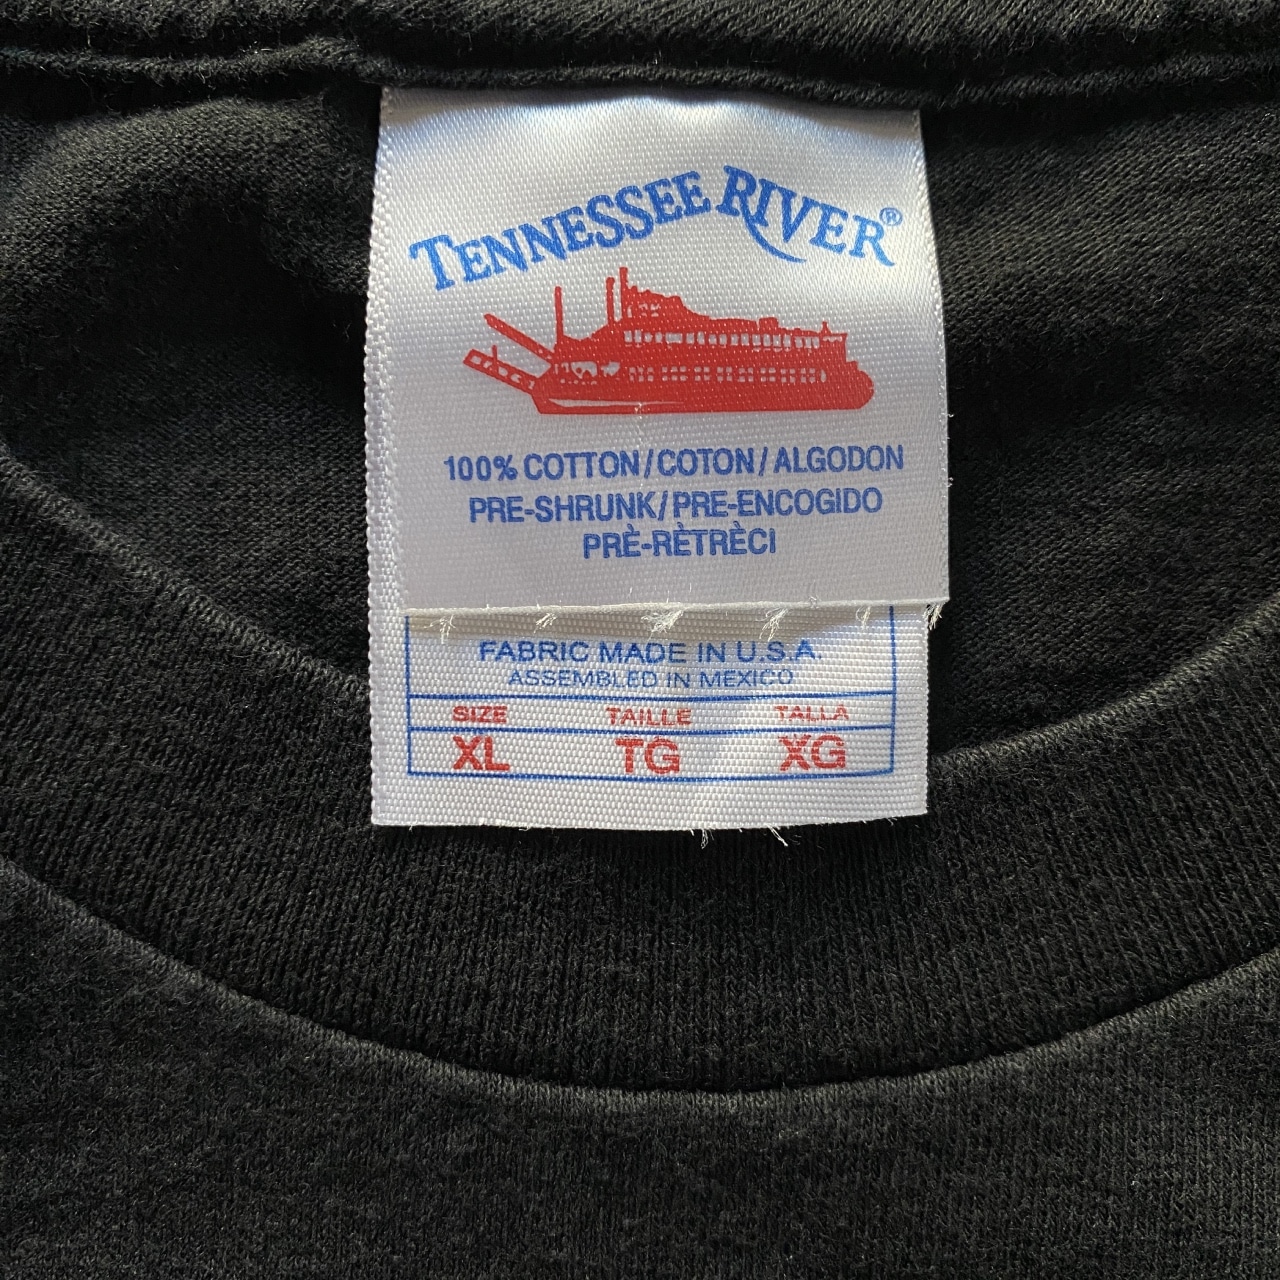 TENNESSEE RIVER®
100% COTTON/COTON/ALGODON
PRE-SHRUNK/PRE-ENCOGIDO
PRÈ-RÈTRÈCI
FABRIC MADE IN U.S.A.
ASSEMBLED IN MEXICO
SIZE TAILLE TALLA
XL TG XG